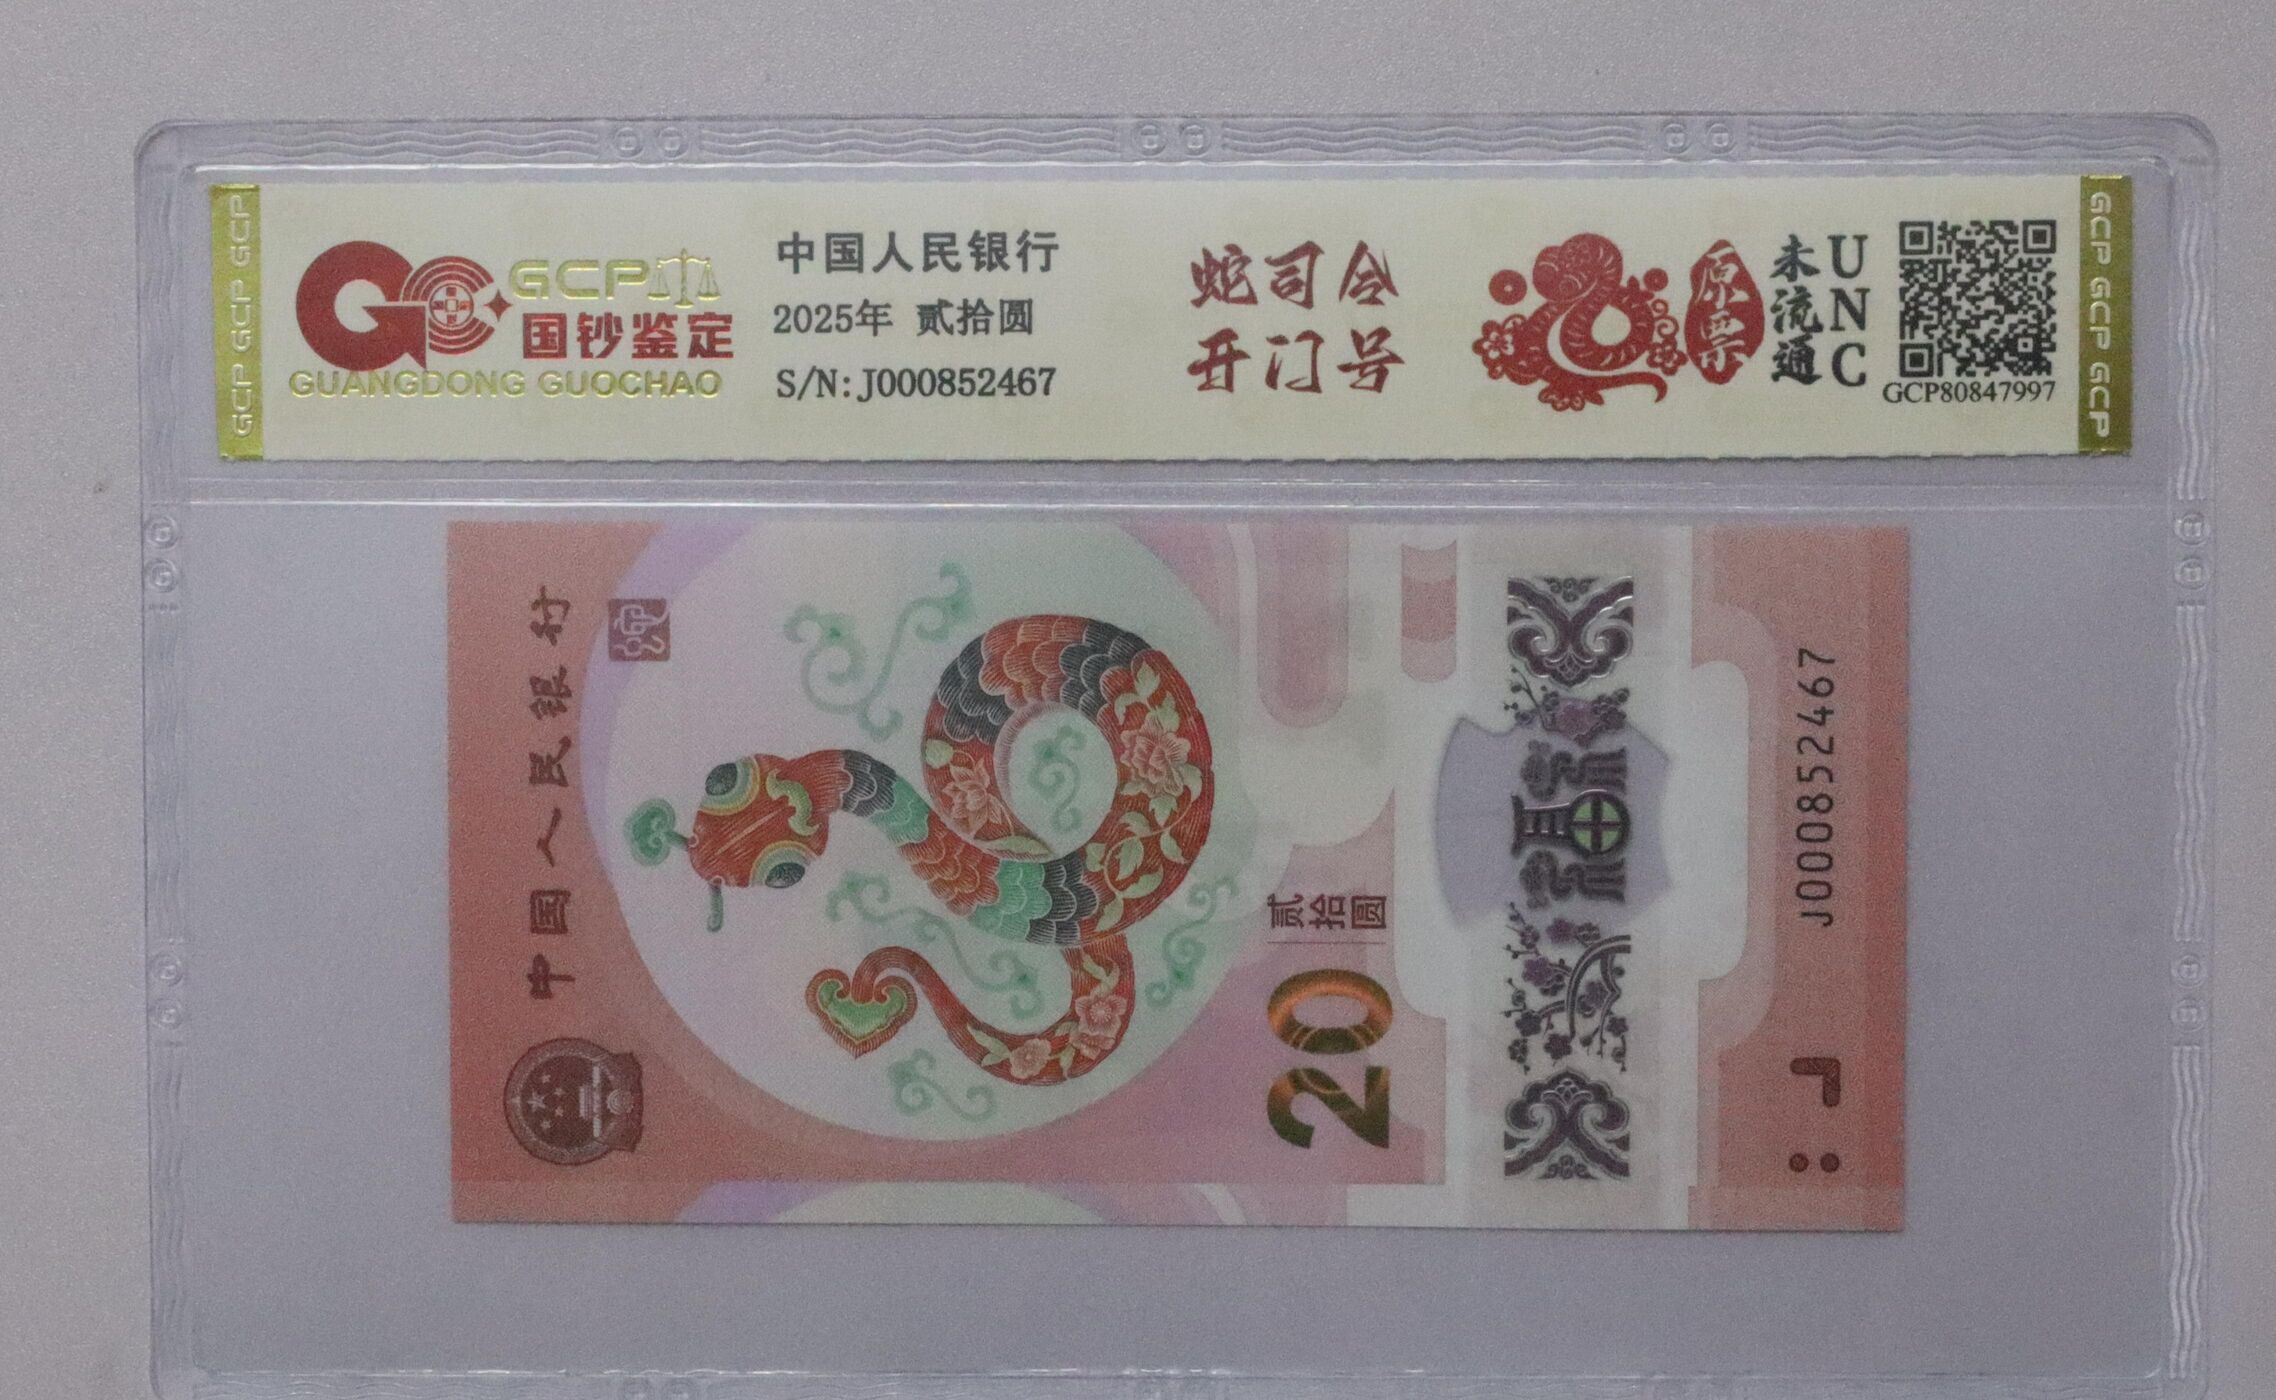 GCP GCP GCP
GCP
国钞鉴定
GUANGDONG GUOCHAO
中国人民银行
2025年 贰拾圆
S/N: J000852467
蛇司令
开门号
原票
未流通
UNC
GCP80847997
GCP GCP GCP
中国人民银行
贰拾圆
20
福
J000852467